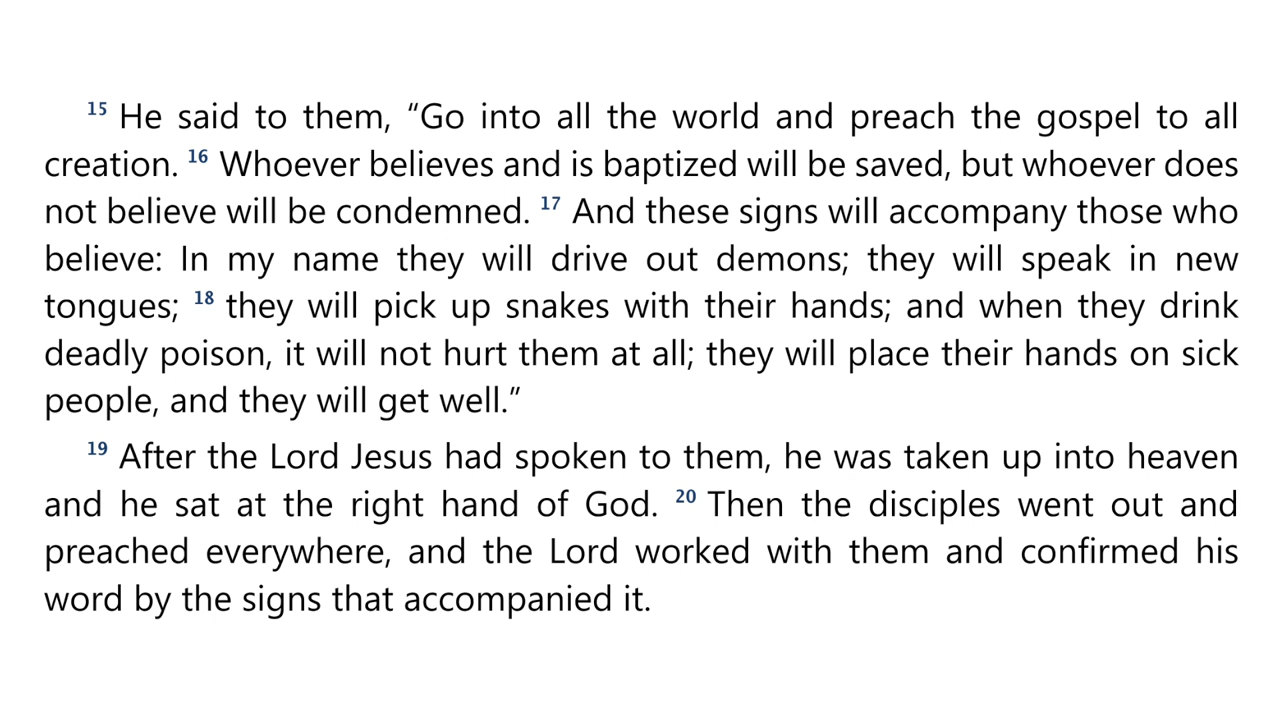 15 He said to them, “Go into all the world and preach the gospel to all
creation. 16 Whoever believes and is baptized will be saved, but whoever does
not believe will be condemned. 17 And these signs will accompany those who
believe: In my name they will drive out demons; they will speak in new
tongues; 18 they will pick up snakes with their hands; and when they drink
deadly poison, it will not hurt them at all; they will place their hands on sick
people, and they will get well.”
19 After the Lord Jesus had spoken to them, he was taken up into heaven
and he sat at the right hand of God. 20 Then the disciples went out and
preached everywhere, and the Lord worked with them and confirmed his
word by the signs that accompanied it.